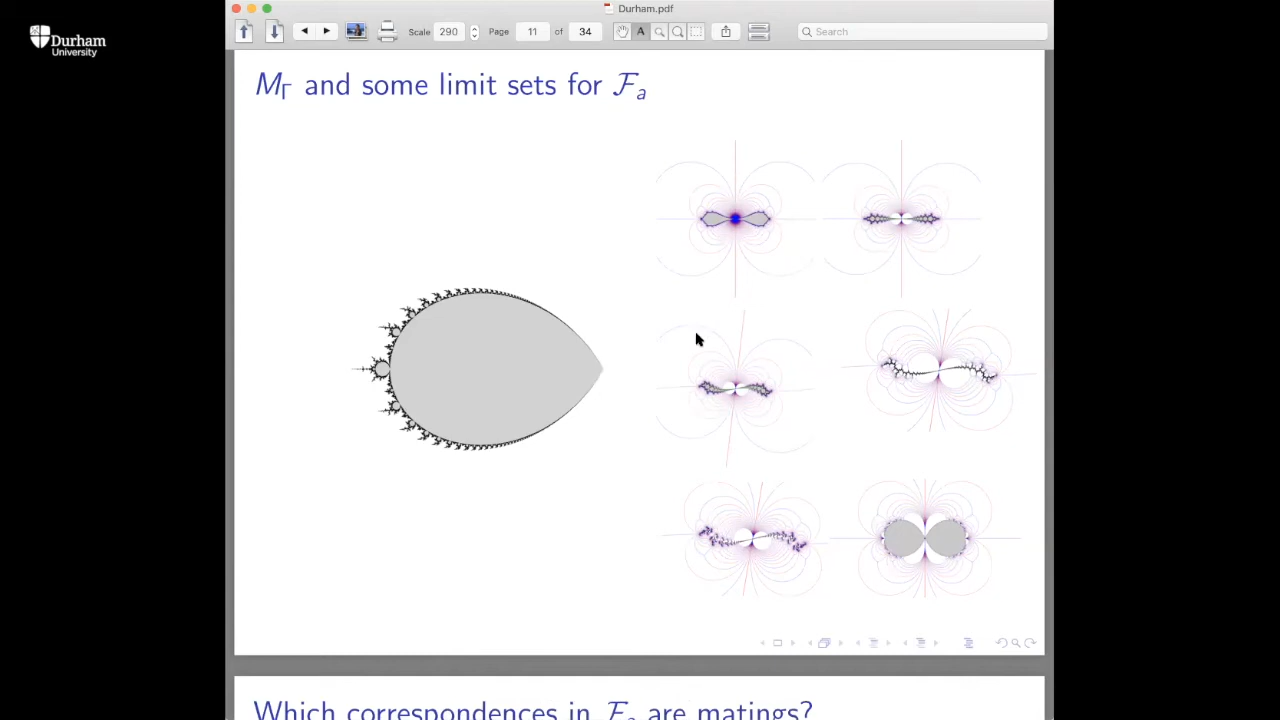 Durham
University
Durham.pdf
Scale 290 Page 11 of 34 A Search
M_Γ and some limit sets for 𝓕_a
Which correspondences in 𝓕_a are matings?